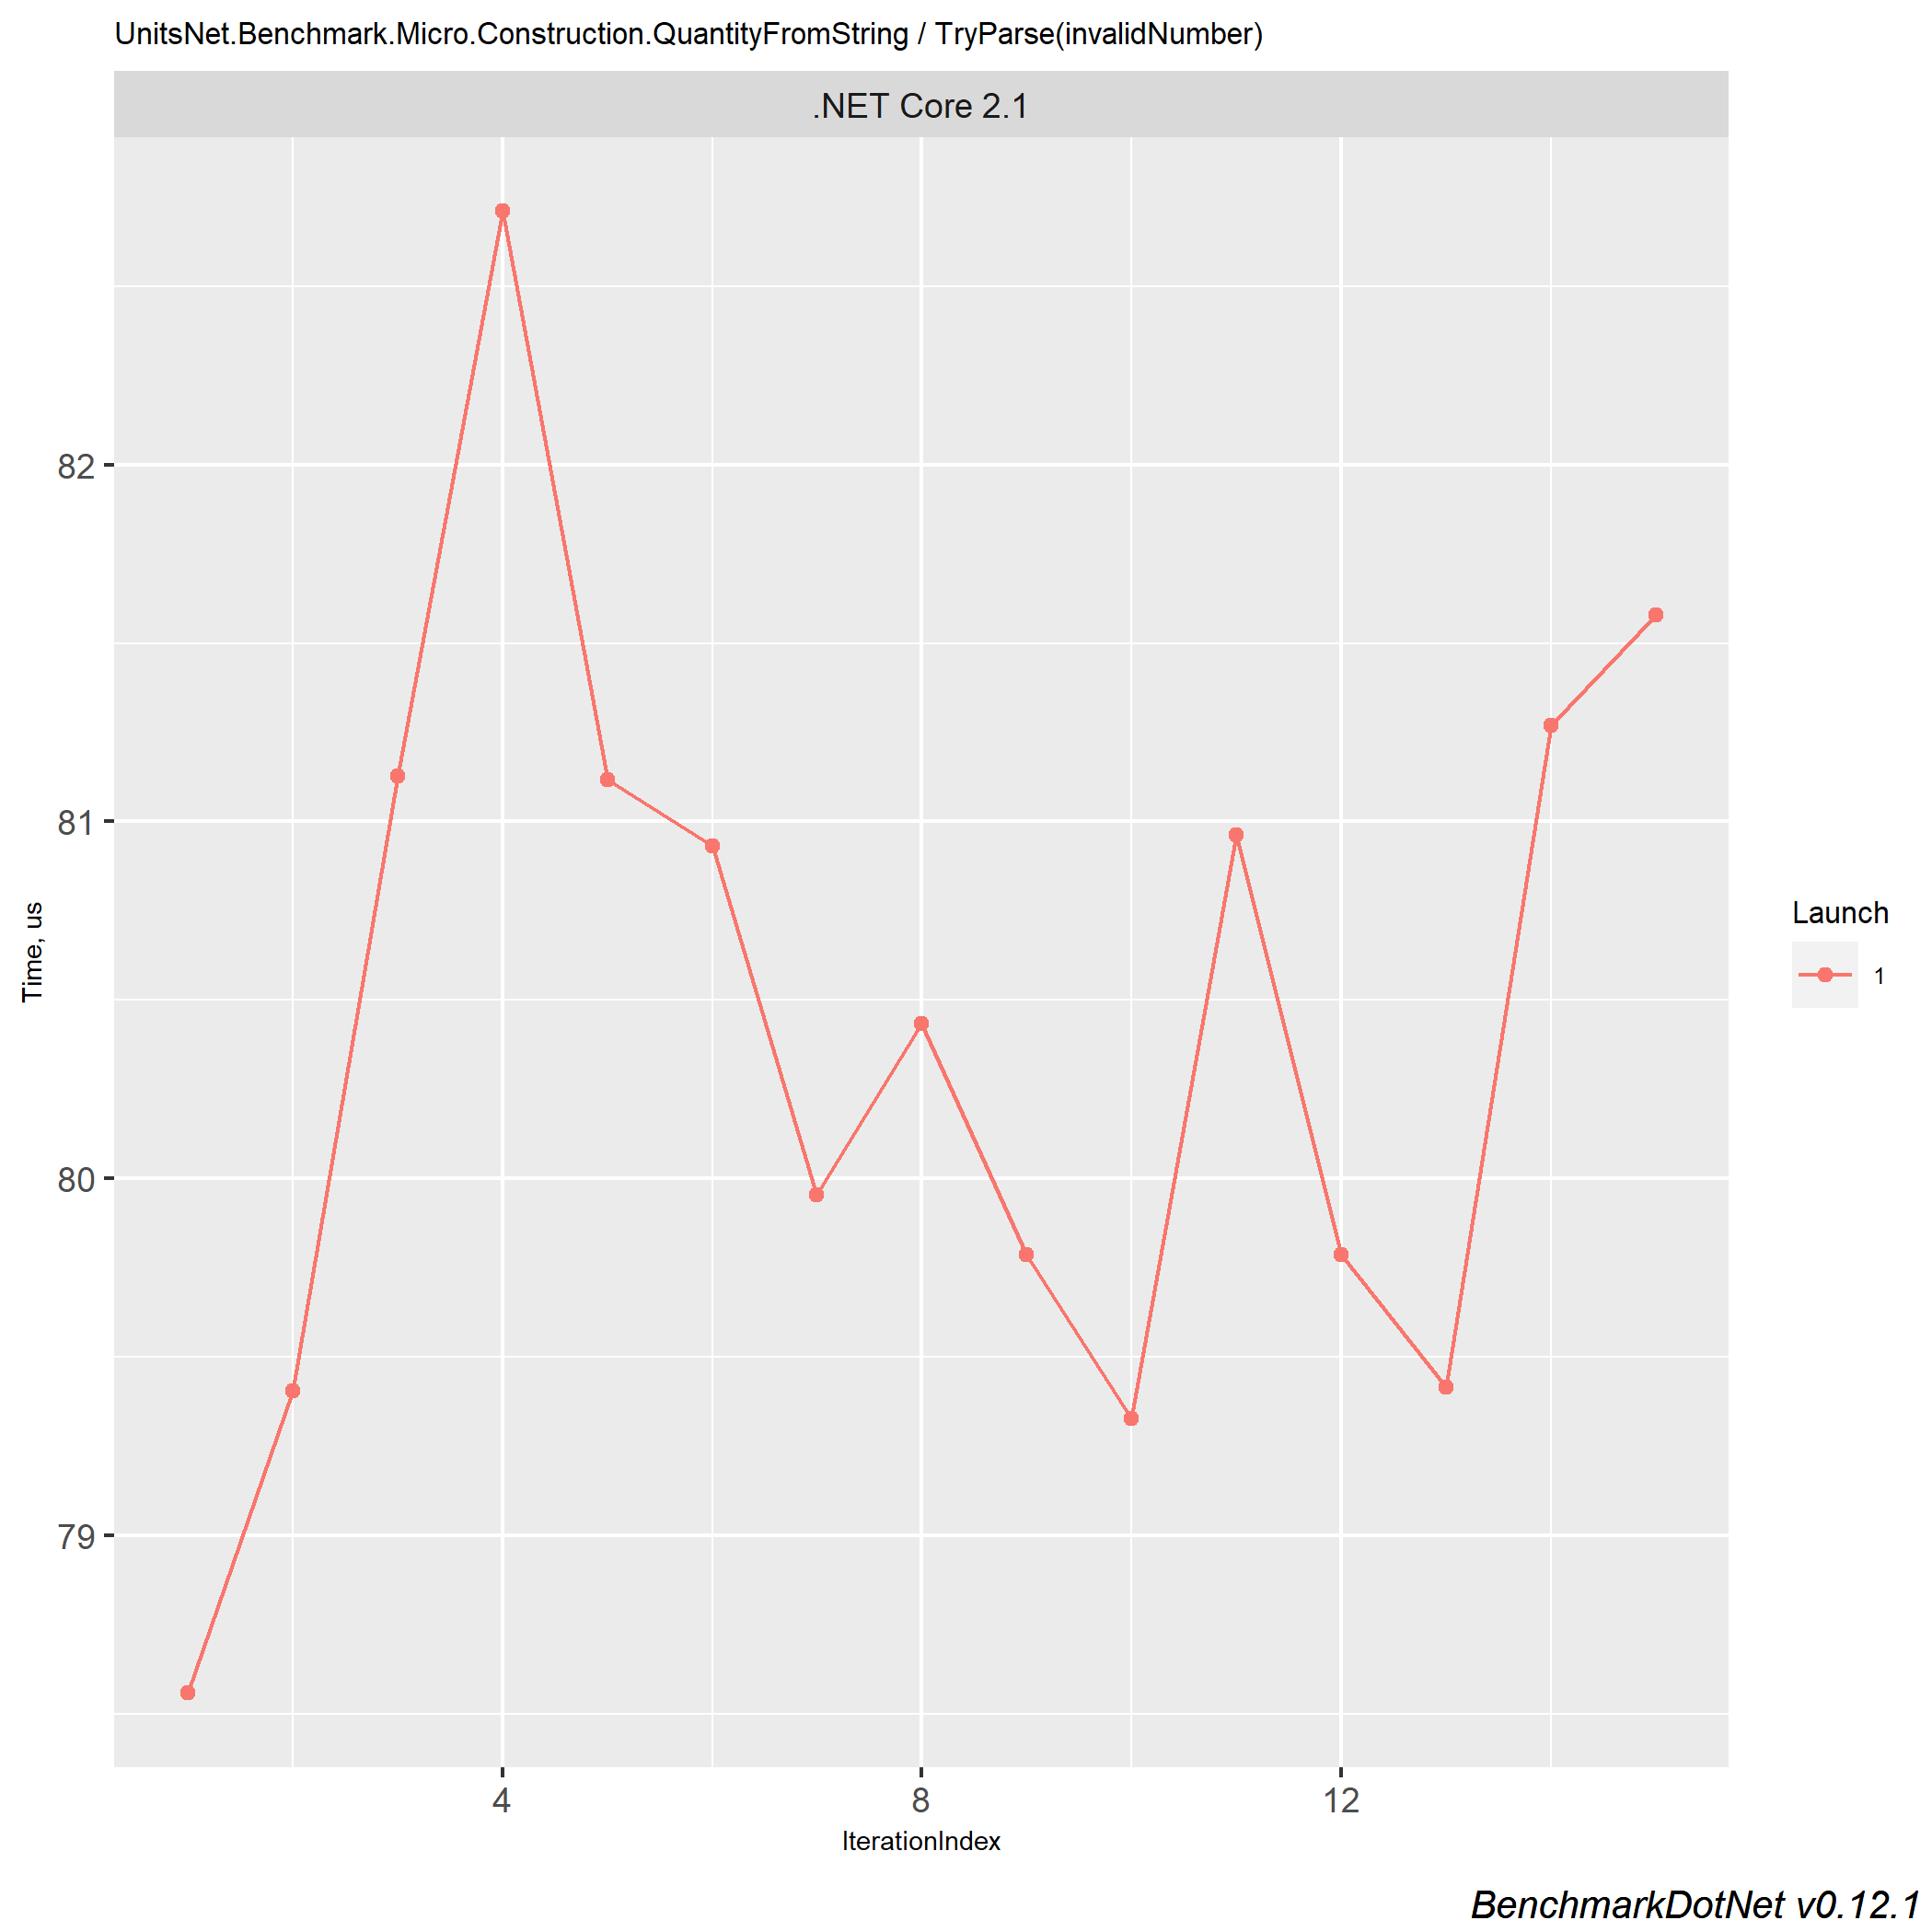 UnitsNet.Benchmark.Micro.Construction.QuantityFromString / TryParse(invalidNumber)
.NET Core 2.1
82
81
80
79
Time, us
4
8
12
IterationIndex
Launch
1
BenchmarkDotNet v0.12.1